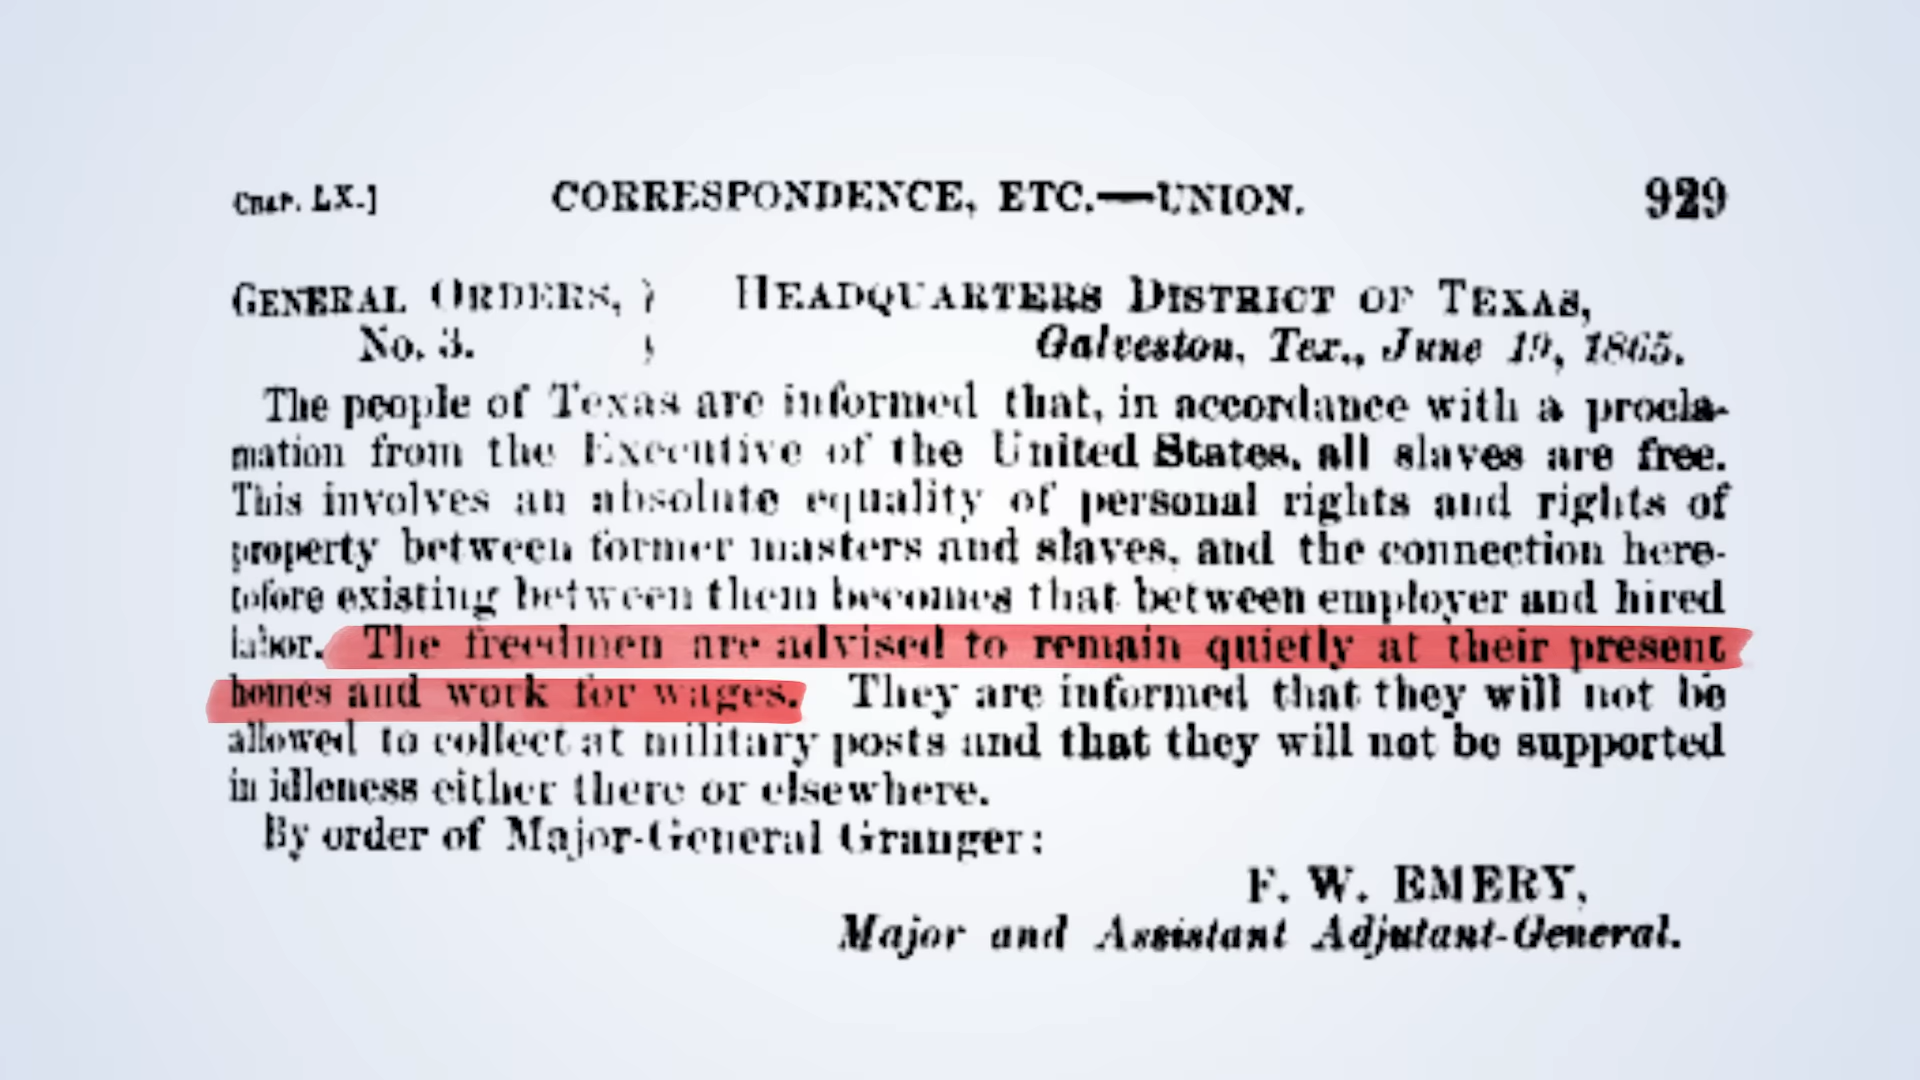 CHAP. LX.] CORRESPONDENCE, ETC.—UNION. 929
GENERAL ORDERS, } HEADQUARTERS DISTRICT OF TEXAS,
No. 3. } Galveston, Tex., June 19, 1865.
The people of Texas are informed that, in accordance with a procla-
mation from the Executive of the United States, all slaves are free.
This involves an absolute equality of personal rights and rights of
property between former masters and slaves, and the connection here-
tofore existing between them becomes that between employer and hired
labor. The freedmen are advised to remain quietly at their present
homes and work for wages. They are informed that they will not be
allowed to collect at military posts and that they will not be supported
in idleness either there or elsewhere.
By order of Major-General Granger:
F. W. EMERY,
Major and Assistant Adjutant-General.